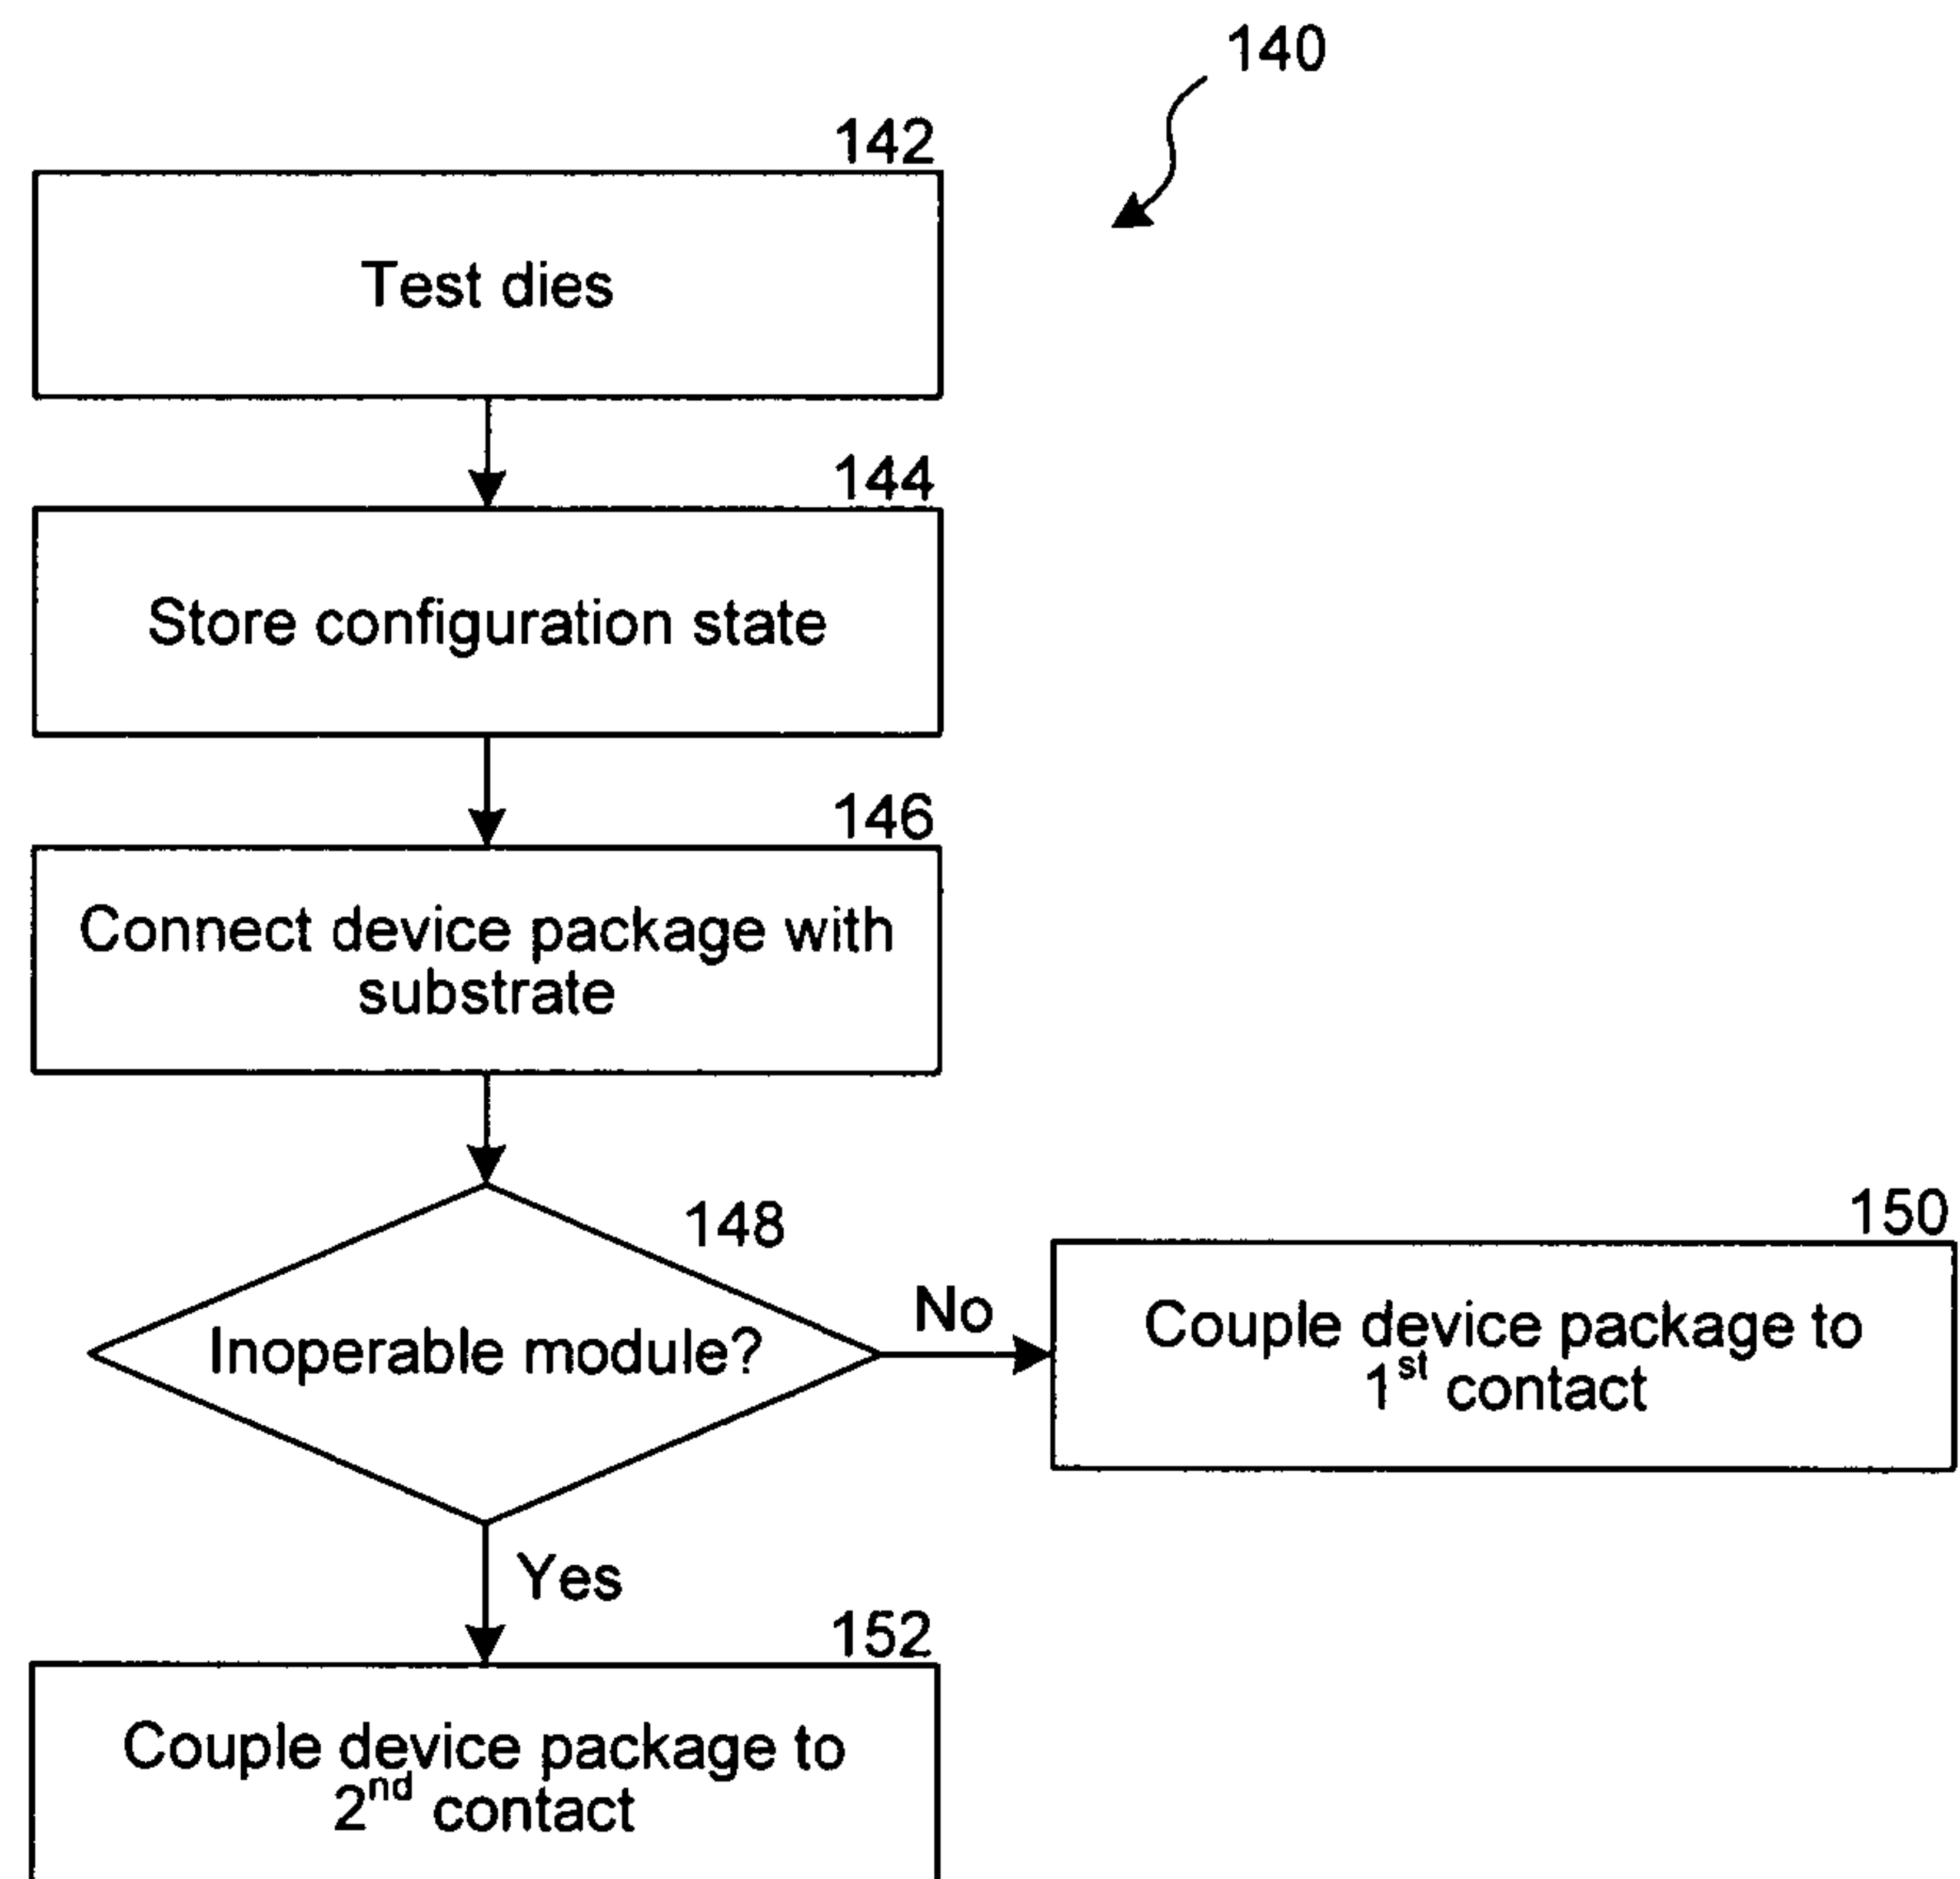 140
142
Test dies
144
Store configuration state
146
Connect device package with
substrate
148
Inoperable module?
No
150
Couple device package to
1st contact
Yes
152
Couple device package to
2nd contact